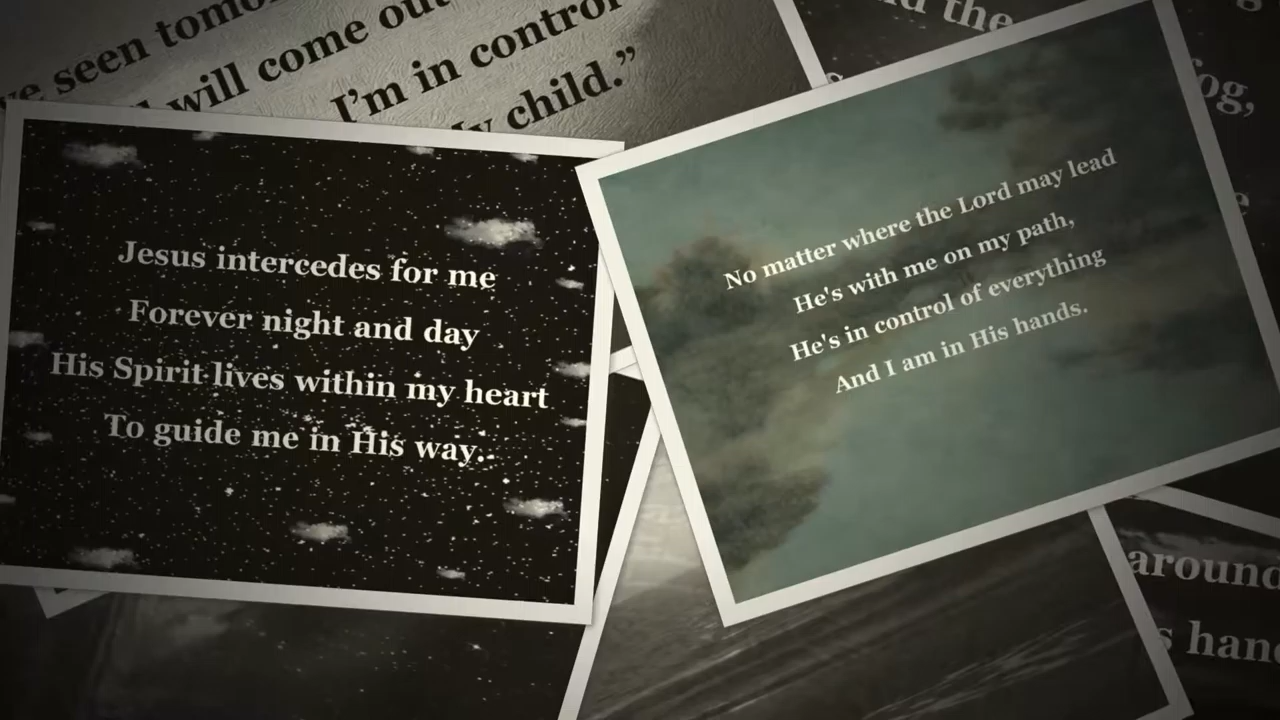 seen tomo
will come out
I'm in control
child.”
Jesus intercedes for me
Forever night and day
His Spirit lives within my heart
To guide me in His way.
the
No matter where the Lord may lead
He's with me on my path,
He's in control of everything
And I am in His hands.
around